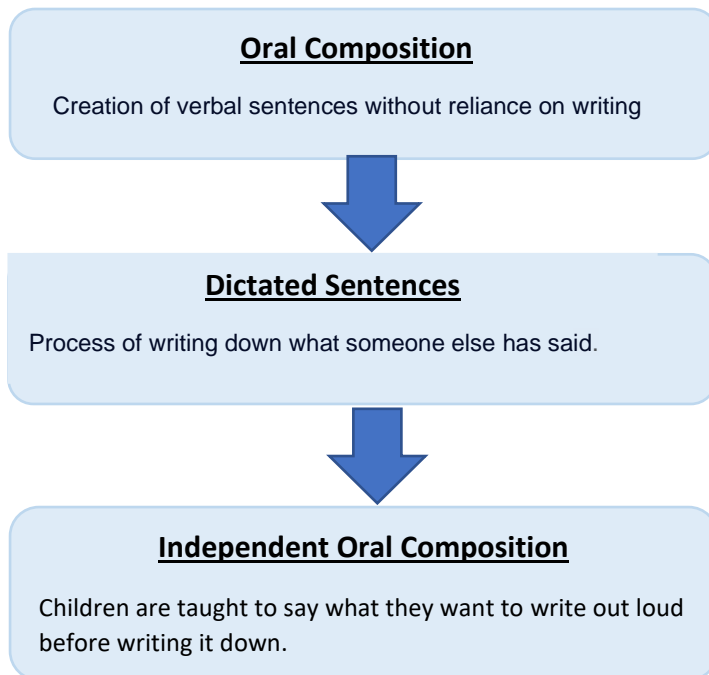 Oral Composition
Creation of verbal sentences without reliance on writing
Dictated Sentences
Process of writing down what someone else has said.
Independent Oral Composition
Children are taught to say what they want to write out loud
before writing it down.